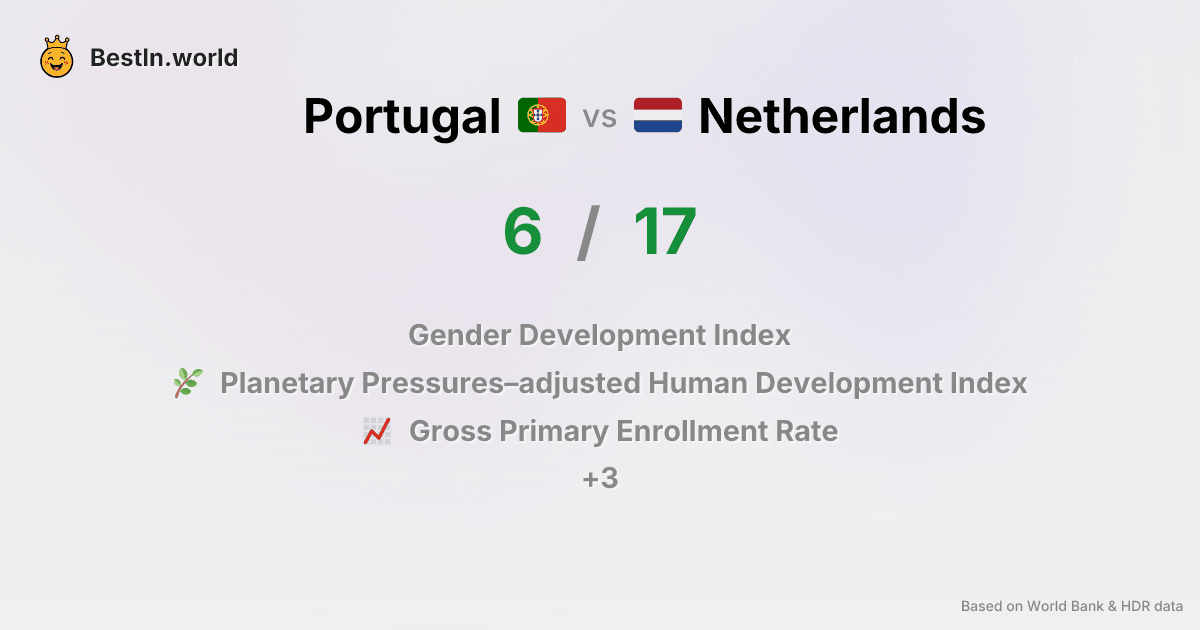 BestIn.world
Portugal vs Netherlands
6 / 17
Gender Development Index
Planetary Pressures–adjusted Human Development Index
Gross Primary Enrollment Rate
+3
Based on World Bank & HDR data